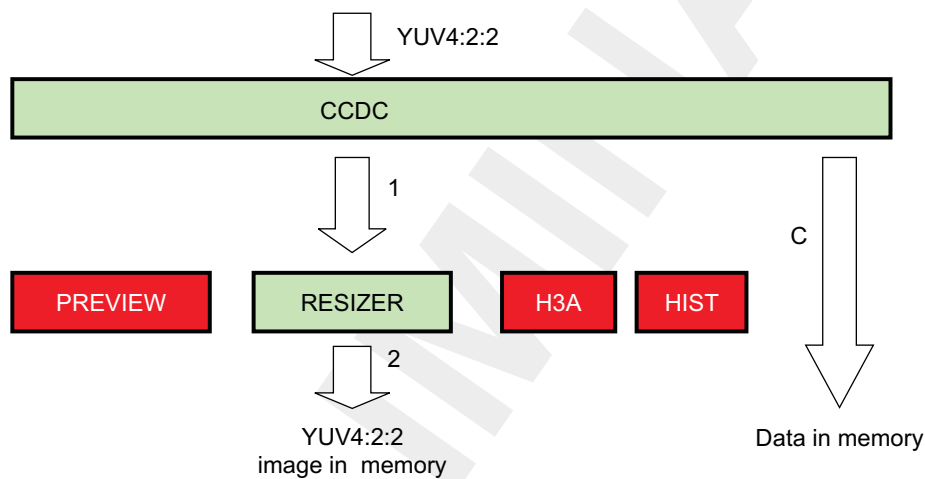 YUV4:2:2
CCDC
1
C
PREVIEW
RESIZER
H3A
HIST
2
YUV4:2:2
image in memory
Data in memory